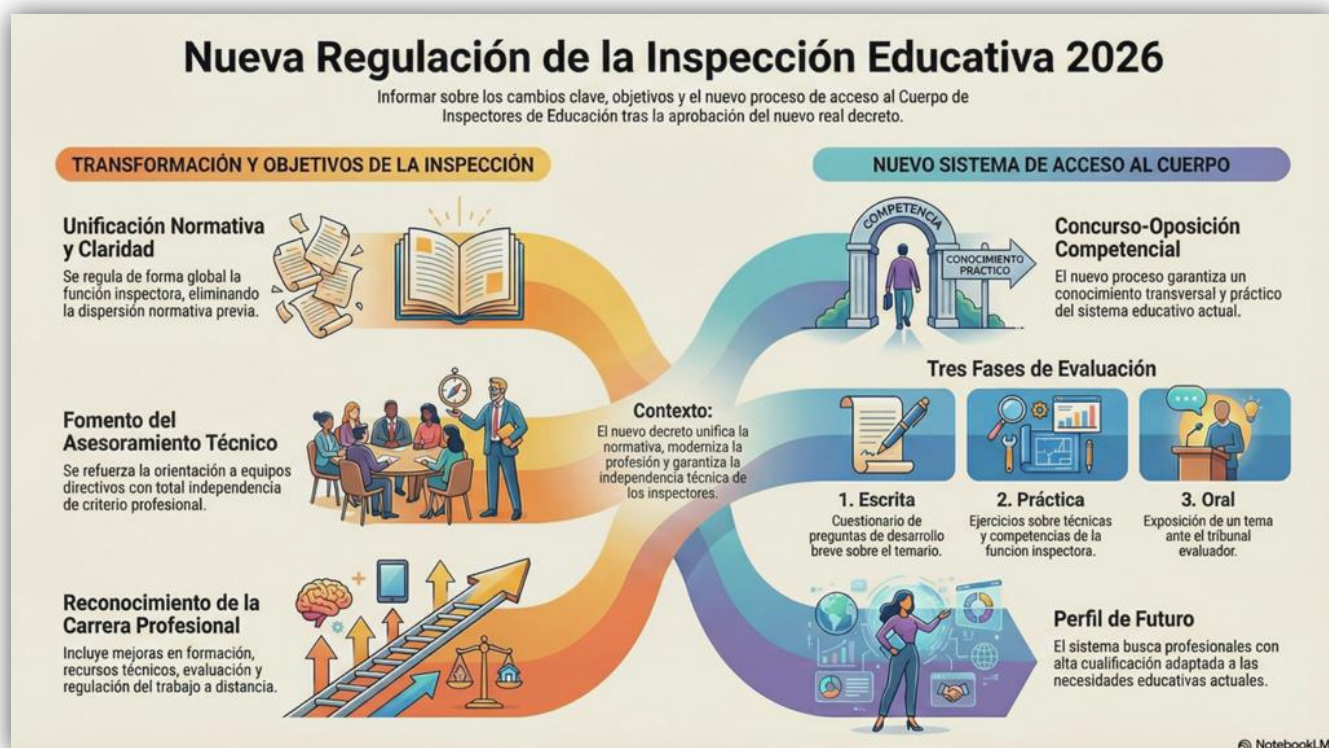 Nueva Regulación de la Inspección Educativa 2026
Informar sobre los cambios clave, objetivos y el nuevo proceso de acceso al Cuerpo de
Inspectores de Educación tras la aprobación del nuevo real decreto.
TRANSFORMACIÓN Y OBJETIVOS DE LA INSPECCIÓN
Unificación Normativa
y Claridad
Se regula de forma global la
función inspectora, eliminando
la dispersión normativa previa.
Fomento del
Asesoramiento Técnico
Se refuerza la orientación a equipos
directivos con total independencia
de criterio profesional.
Reconocimiento de la
Carrera Profesional
Incluye mejoras en formación,
recursos técnicos, evaluación y
regulación del trabajo a distancia.
Contexto:
El nuevo decreto unifica la
normativa, moderniza la
profesión y garantiza la
independencia técnica de
los inspectores.
NUEVO SISTEMA DE ACCESO AL CUERPO
COMPETENCIA
CONOCIMIENTO
PRÁCTICO
Concurso-Oposición
Competencial
El nuevo proceso garantiza un
conocimiento transversal y práctico
del sistema educativo actual.
Tres Fases de Evaluación
1. Escrita
Cuestionario de
preguntas de desarrollo
breve sobre el temario.
2. Práctica
Ejercicios sobre técnicas
y competencias de la
funcion inspectora.
3. Oral
Exposición de un tema
ante el tribunal
evaluador.
Perfil de Futuro
El sistema busca profesionales con
alta cualificación adaptada a las
necesidades educativas actuales.
NotebookLM